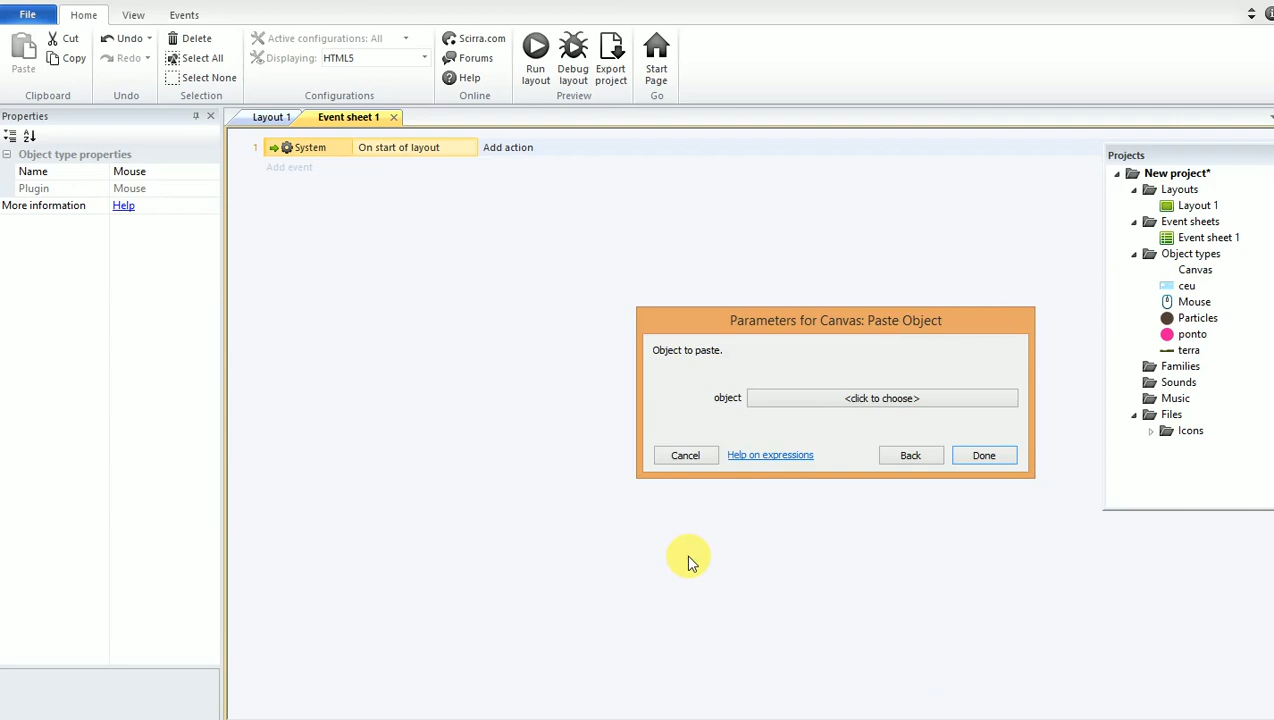 File Home View Events
Cut Undo Delete Active configurations: All Scirra.com
Paste Copy Redo Select All Displaying: HTML5 Forums Run layout Debug layout Export project Start Page
Select None Help
Clipboard Undo Selection Configurations Online Preview Go
Properties
Object type properties
Name Mouse
Plugin Mouse
More information Help
Layout 1 Event sheet 1
1 System On start of layout Add action
Add event
Parameters for Canvas: Paste Object
Object to paste.
object <click to choose>
Cancel Help on expressions Back Done
Projects
New project*
Layouts
Layout 1
Event sheets
Event sheet 1
Object types
Canvas
ceu
Mouse
Particles
ponto
terra
Families
Sounds
Music
Files
Icons